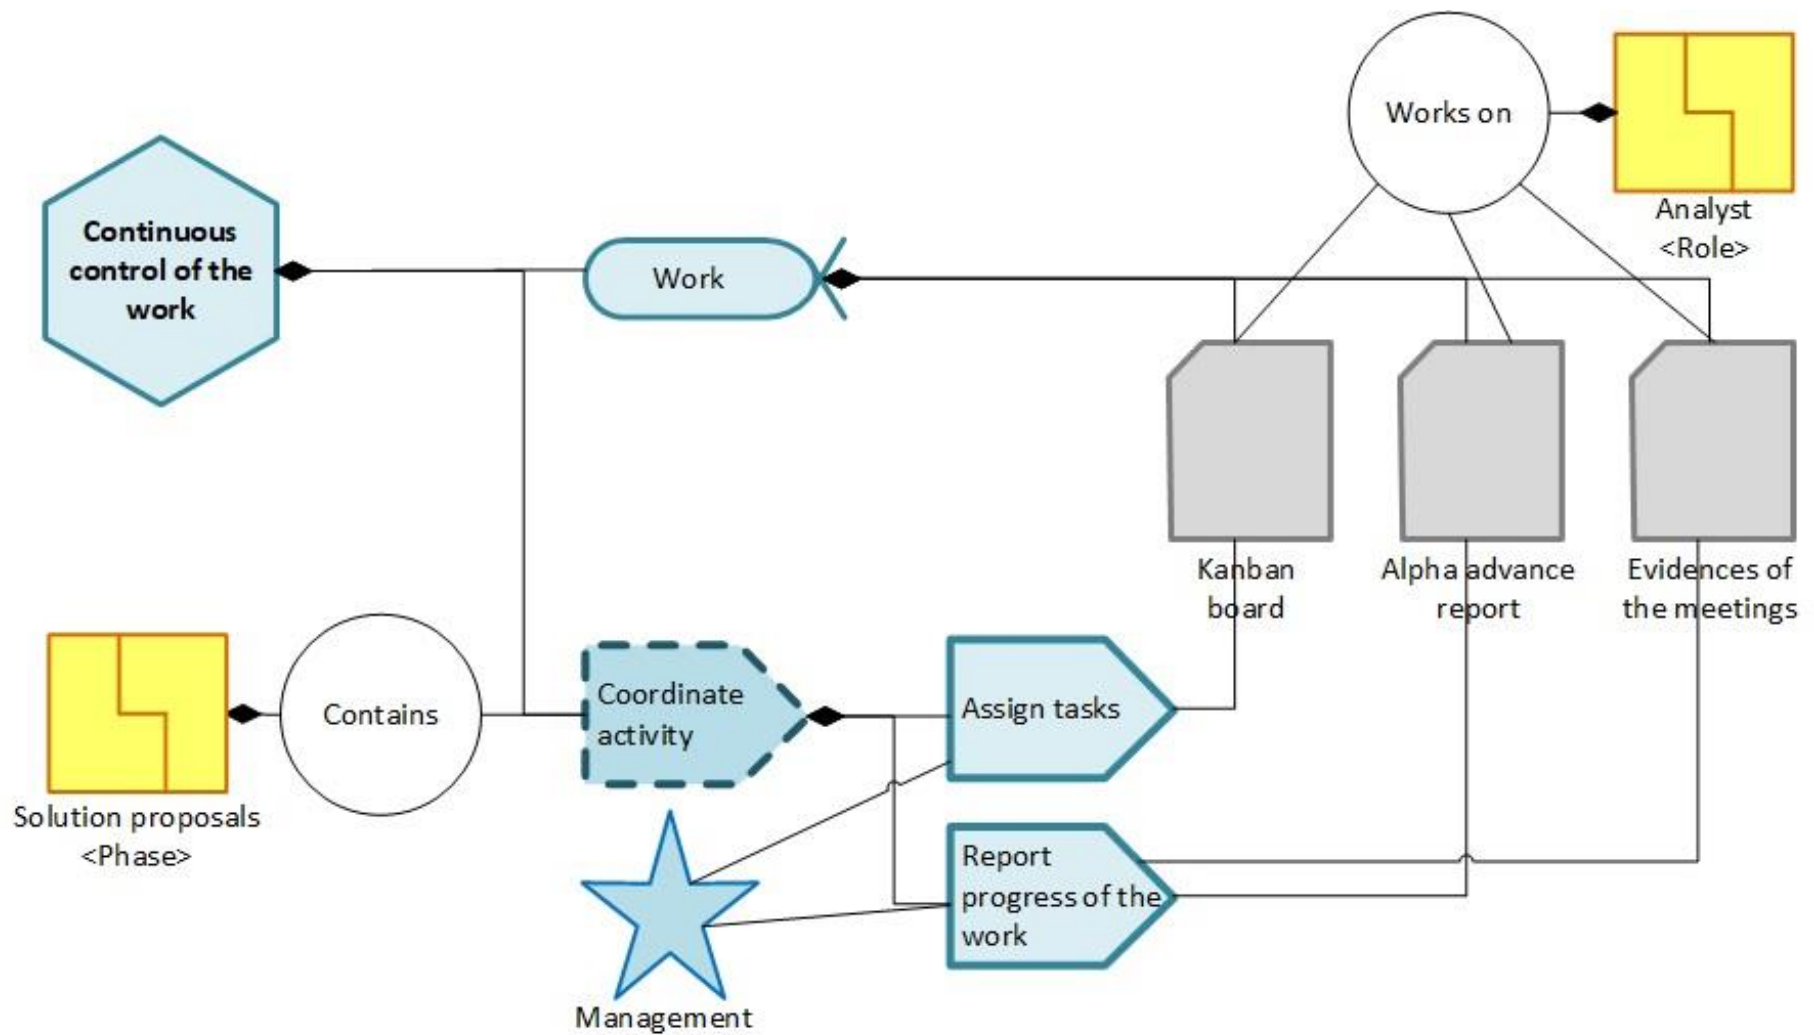 Works on
Analyst
<Role>
Continuous
control of the
work
Work
Kanban
board
Alpha advance
report
Evidences of
the meetings
Solution proposals
<Phase>
Contains
Coordinate
activity
Assign tasks
Report
progress of the
work
Management